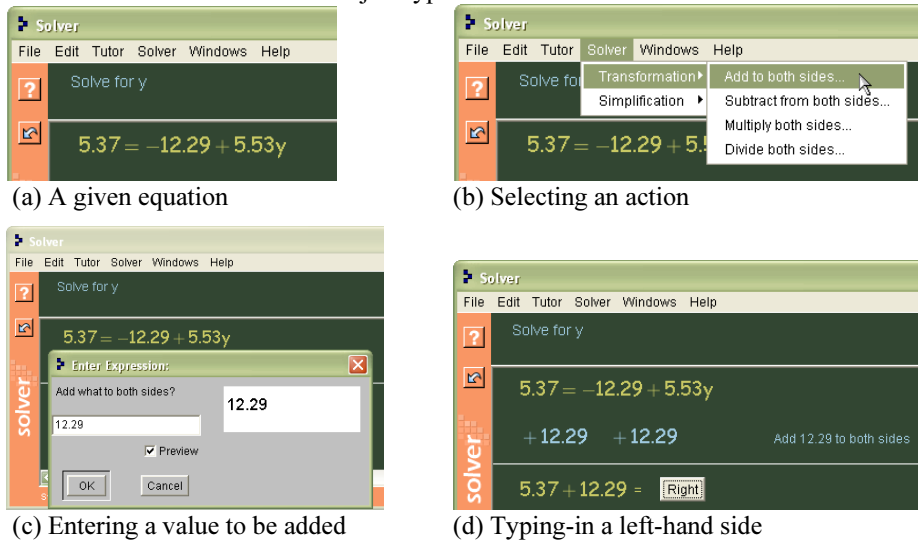 Solver
File Edit Tutor Solver Windows Help
Solve for y
5.37 = −12.29 + 5.53y
(a) A given equation
Solver
File Edit Tutor Solver Windows Help
Solve fo
Transformation
Simplification
Add to both sides...
Subtract from both sides...
Multiply both sides...
Divide both sides...
5.37 = −12.29 + 5.5
(b) Selecting an action
Solver
File Edit Tutor Solver Windows Help
Solve for y
5.37 = −12.29 + 5.53y
solver
Enter Expression:
Add what to both sides?
12.29
12.29
Preview
OK Cancel
(c) Entering a value to be added
Solver
File Edit Tutor Solver Windows Help
Solve for y
5.37 = −12.29 + 5.53y
+ 12.29 + 12.29 Add 12.29 to both sides
solver
5.37 + 12.29 = Right
(d) Typing-in a left-hand side